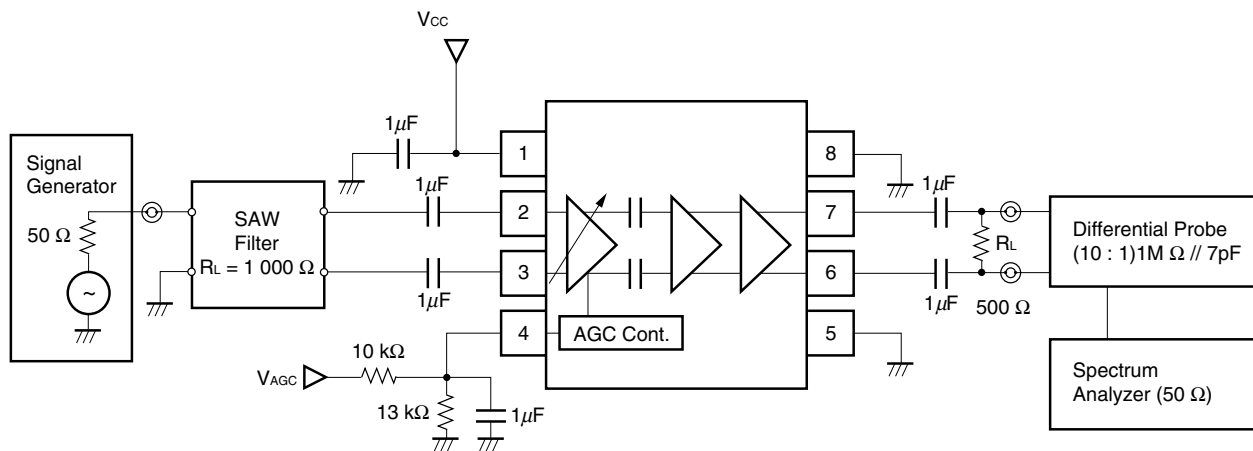 VCC
1μF
1
8
Signal
Generator
1μF
1μF
50 Ω
~
SAW
Filter
RL = 1 000 Ω
2
7
RL
Differential Probe
(10 : 1)1M Ω // 7pF
3
6
1μF
1μF
500 Ω
4
AGC Cont.
5
10 kΩ
VAGC
13 kΩ
1μF
Spectrum
Analyzer (50 Ω)